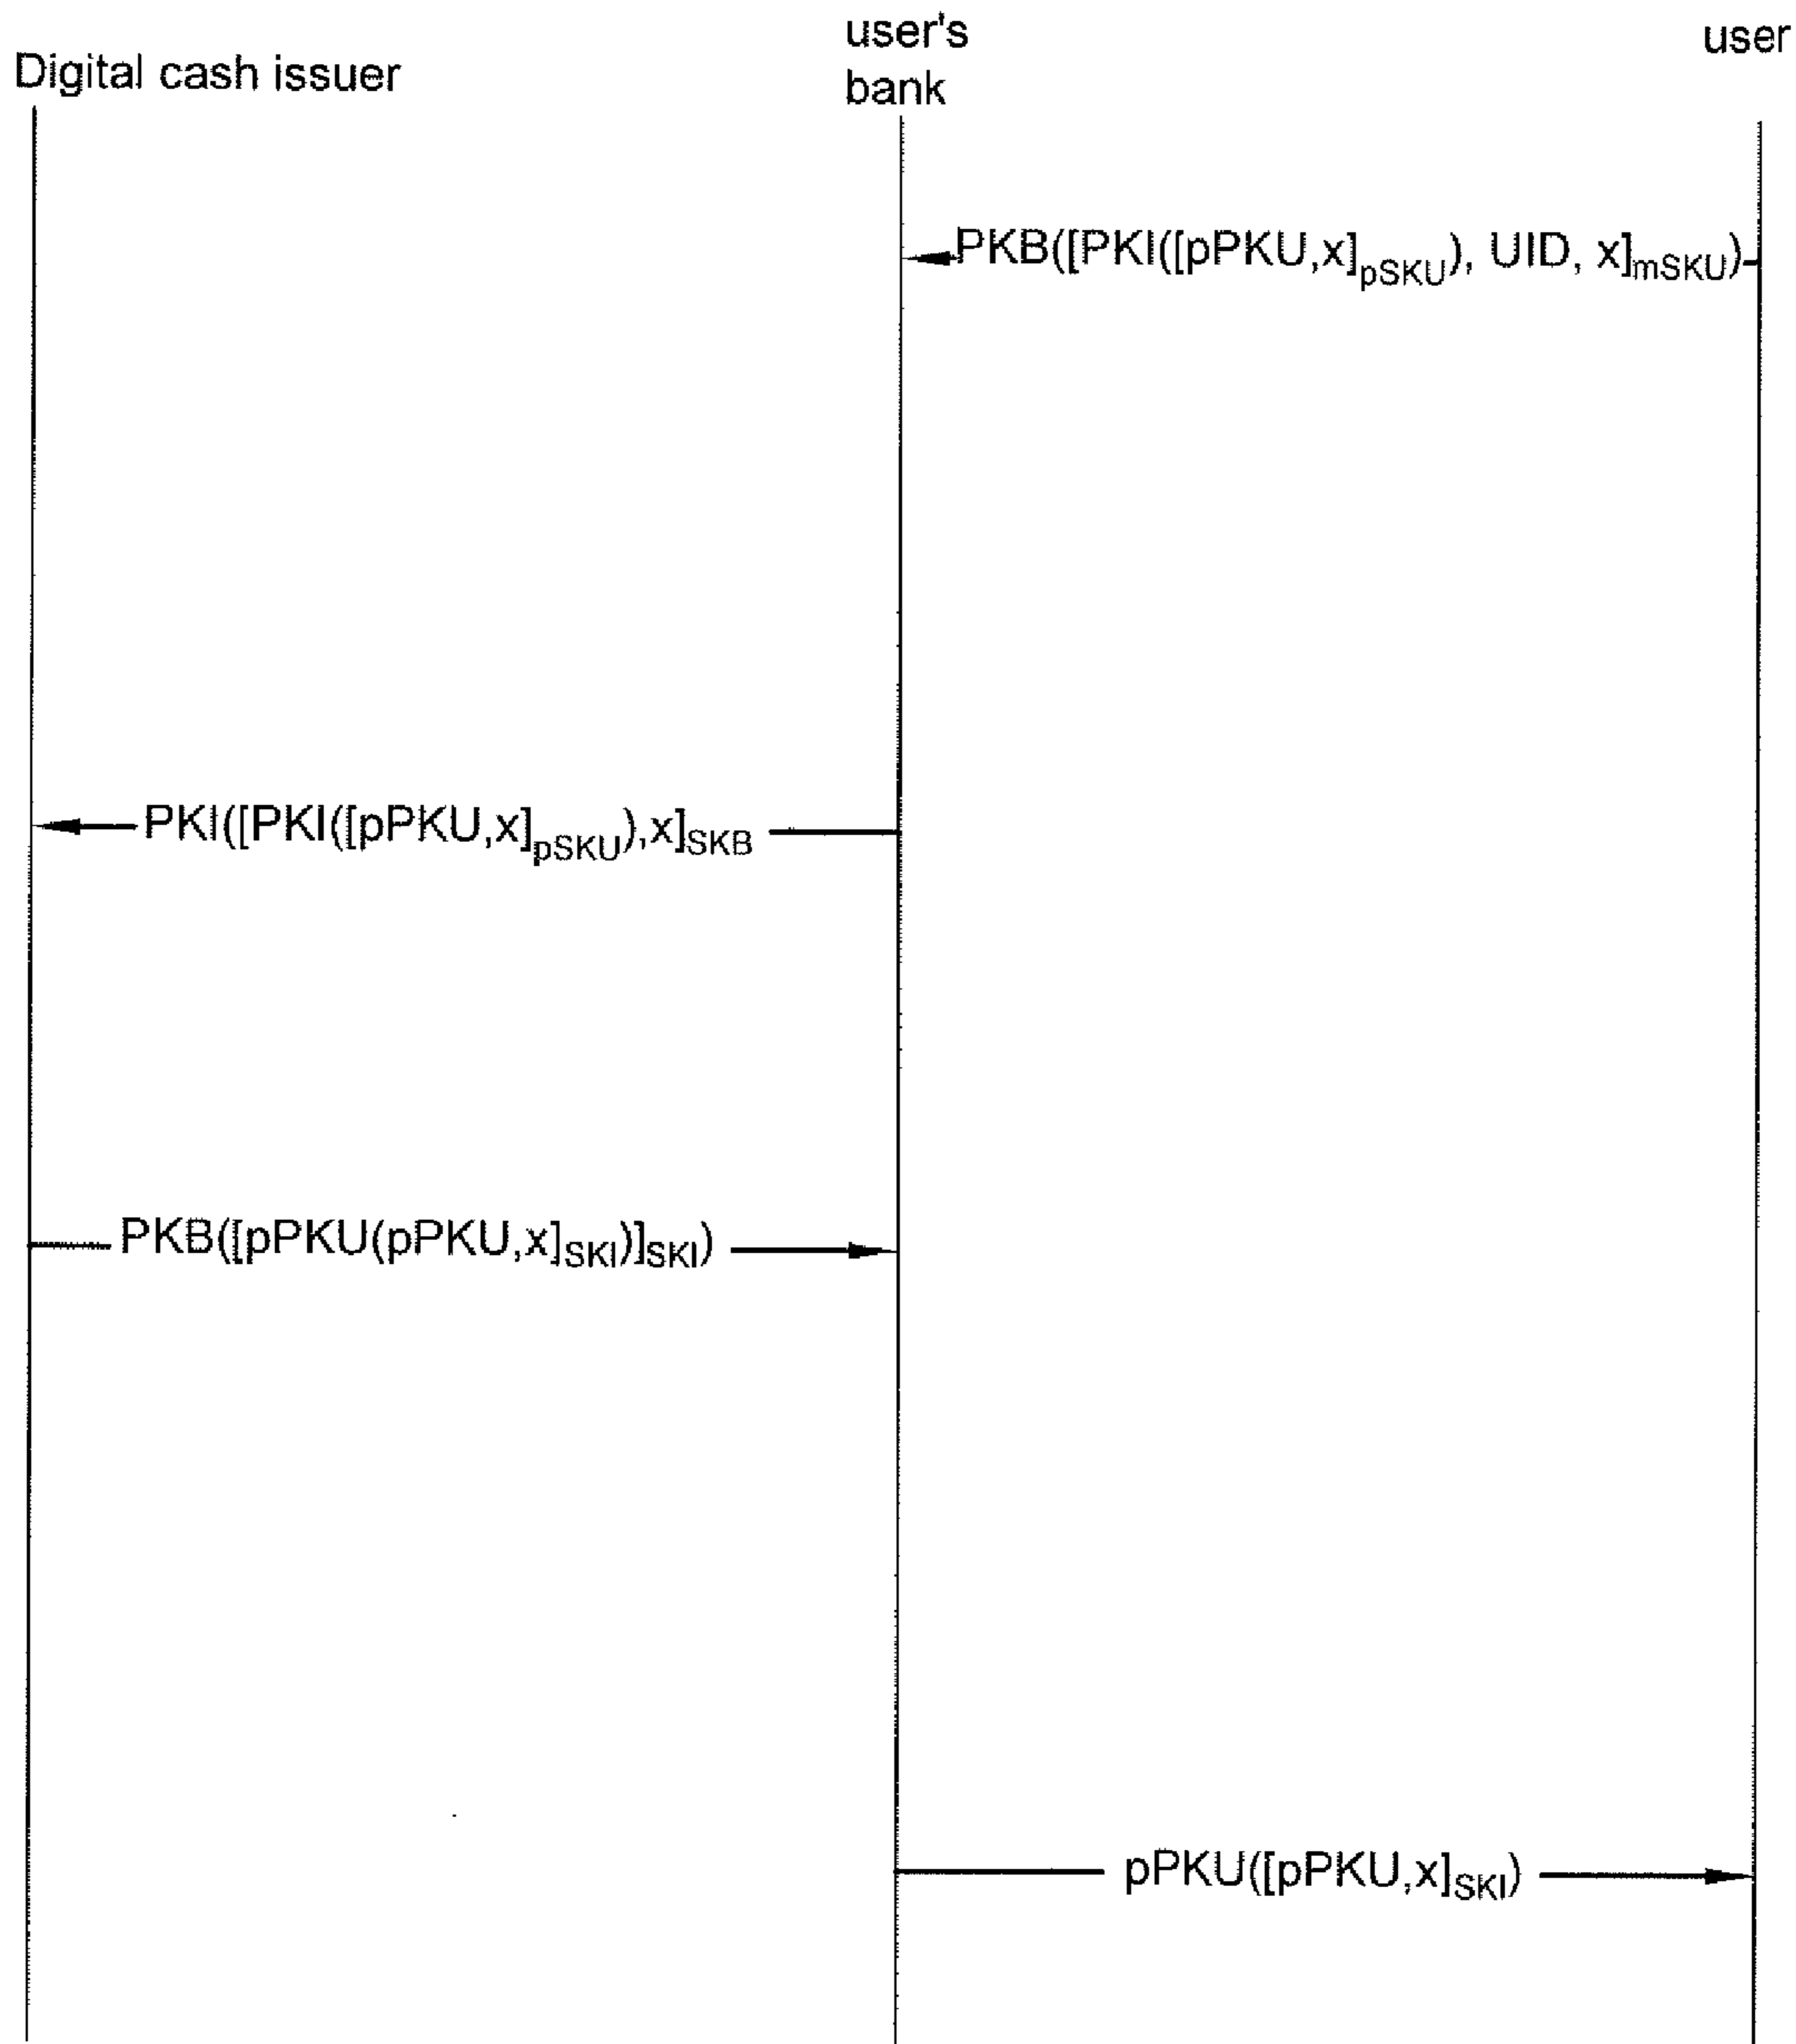 Digital cash issuer
user's
bank
user
PKB([PKI([pPKU,x]pSKU), UID, x]mSKU)
PKI([PKI([pPKU,x]pSKU),x]SKB
PKB([pPKU(pPKU,x]SKI)]SKI)
pPKU([pPKU,x]SKI)